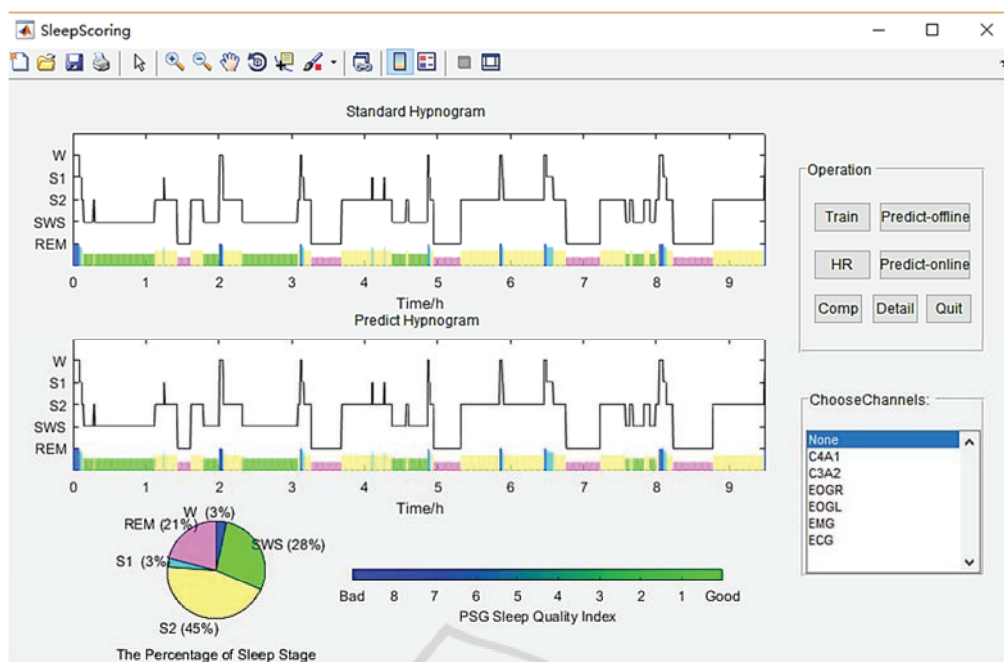 SleepScoring
Standard Hypnogram
W
S1
S2
SWS
REM
0 1 2 3 4 5 6 7 8 9
Time/h
Predict Hypnogram
W
S1
S2
SWS
REM
0 1 2 3 4 5 6 7 8 9
Time/h
W (3%)
REM (21%)
SWS (28%)
S1 (3%)
S2 (45%)
The Percentage of Sleep Stage
Bad 8 7 6 5 4 3 2 1 Good
PSG Sleep Quality Index
Operation
Train Predict-offline
HR Predict-online
Comp Detail Quit
ChooseChannels:
None
C4A1
C3A2
EOGR
EOGL
EMG
ECG